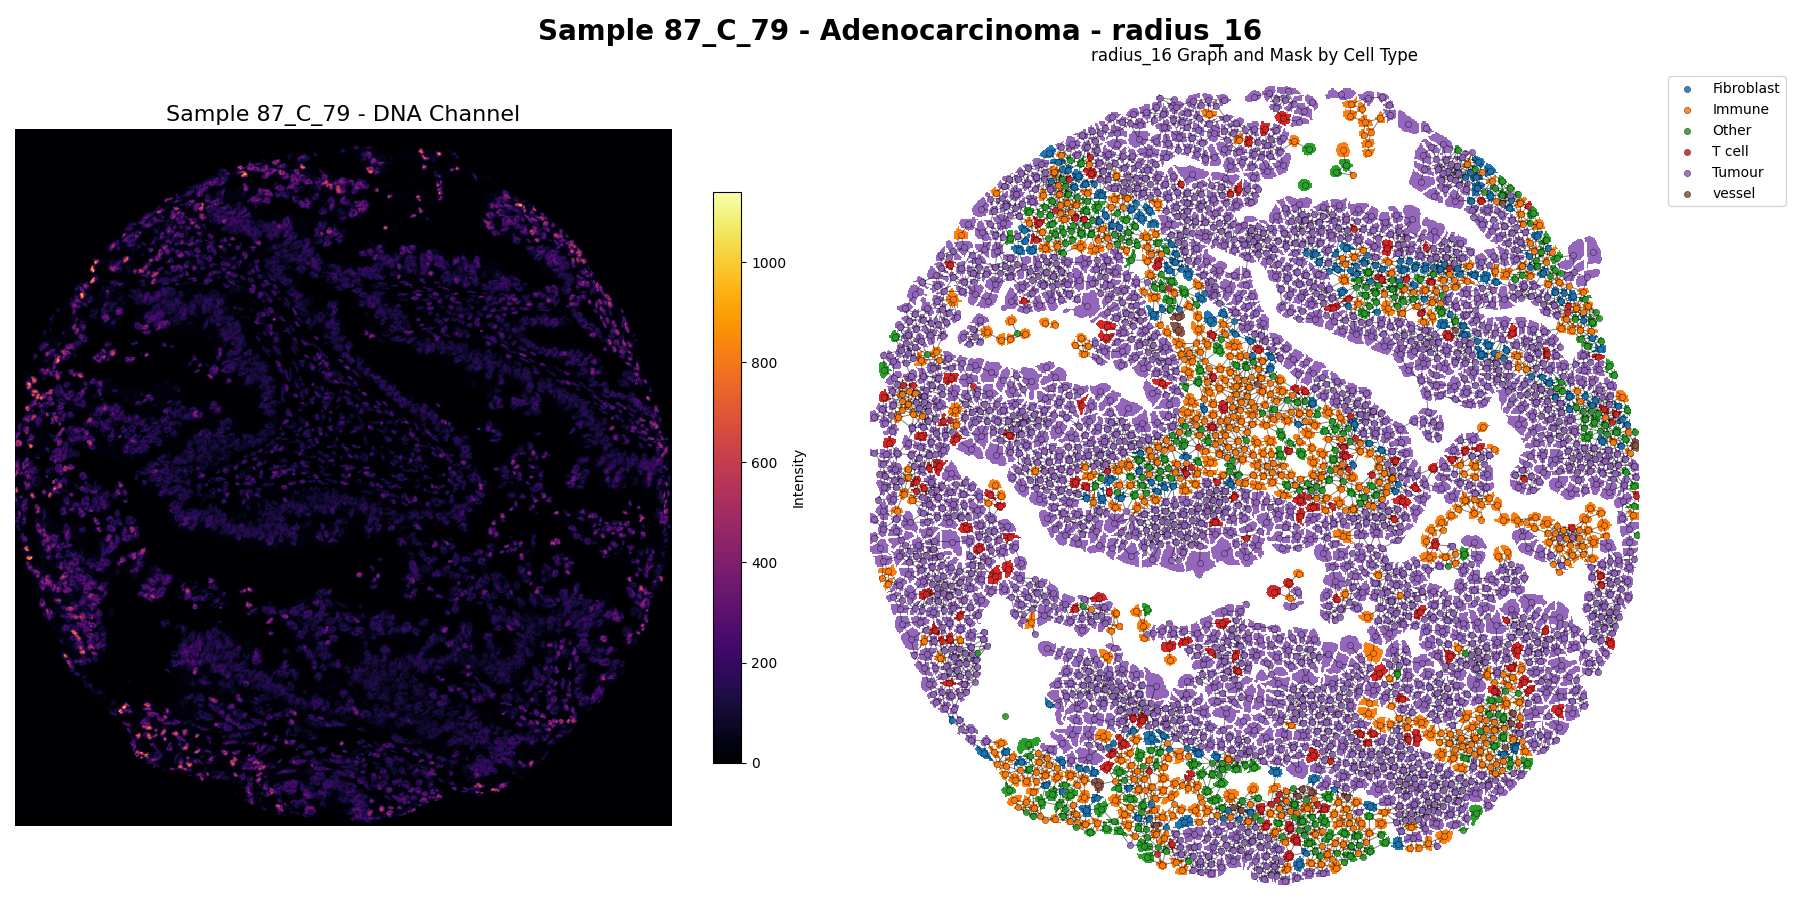 Sample 87_C_79 - Adenocarcinoma - radius_16
Sample 87_C_79 - DNA Channel
1000
800
600
400
200
0
Intensity
radius_16 Graph and Mask by Cell Type
Fibroblast
Immune
Other
T cell
Tumour
vessel